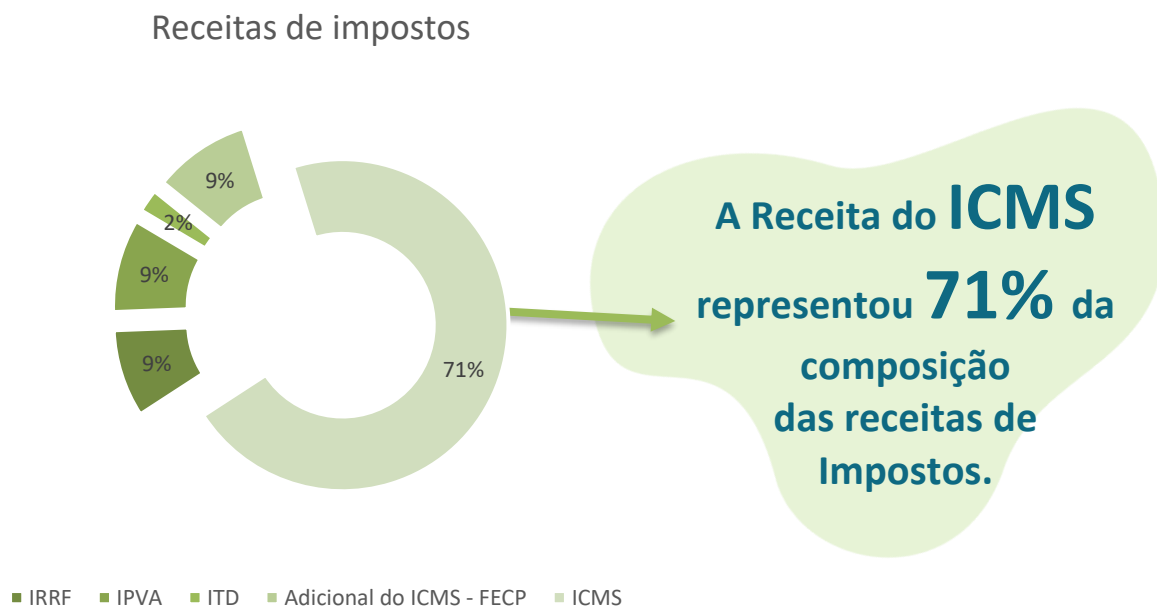 Receitas de impostos
9%
2%
9%
9%
71%
A Receita do ICMS
representou 71% da
composição
das receitas de
Impostos.
IRRF IPVA ITD Adicional do ICMS - FECP ICMS